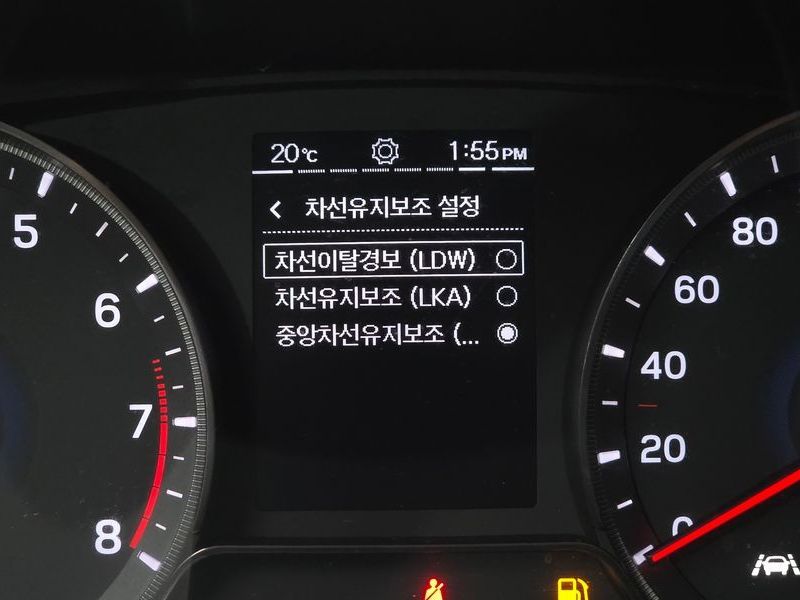 20°c 1:55PM
< 차선유지보조 설정
차선이탈경보 (LDW)
차선유지보조 (LKA)
중앙차선유지보조 (...
5
6
7
8
80
60
40
20
0